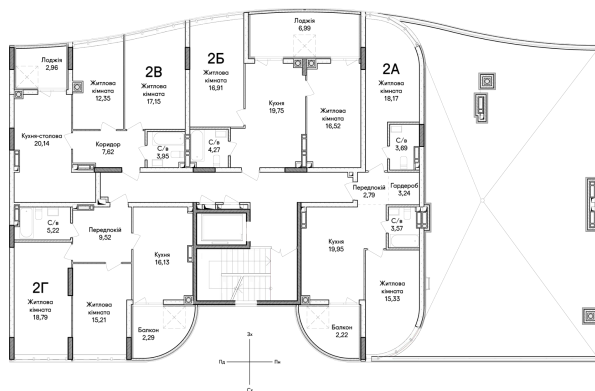 Лоджія
2,96
Житлова
кімната
12,35
2В
Житлова
кімната
17,15
2Б
Житлова
кімната
16,91
Лоджія
6,99
Кухня
19,75
Житлова
кімната
16,52
2А
Житлова
кімната
18,17
Кухня-столова
20,14
Коридор
7,62
С/в
3,95
С/в
4,27
С/в
3,69
Передпокій
2,79
Гардероб
3,24
С/в
5,22
Передпокій
9,52
С/в
3,57
Кухня
16,13
Кухня
19,95
2Г
Житлова
кімната
18,79
Житлова
кімната
15,21
Житлова
кімната
15,33
Балкон
2,29
Балкон
2,22
Зх
Пд
Пн
Сх